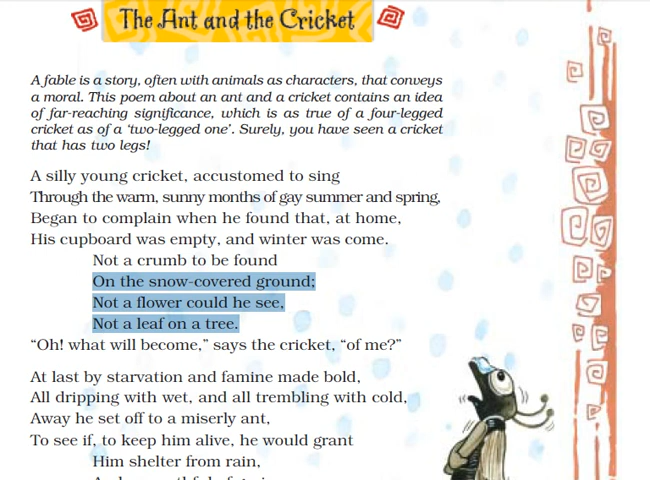 The Ant and the Cricket
A fable is a story, often with animals as characters, that conveys
a moral. This poem about an ant and a cricket contains an idea
of far-reaching significance, which is as true of a four-legged
cricket as of a ‘two-legged one’. Surely, you have seen a cricket
that has two legs!
A silly young cricket, accustomed to sing
Through the warm, sunny months of gay summer and spring,
Began to complain when he found that, at home,
His cupboard was empty, and winter was come.
Not a crumb to be found
On the snow-covered ground;
Not a flower could he see,
Not a leaf on a tree.
“Oh! what will become,” says the cricket, “of me?”
At last by starvation and famine made bold,
All dripping with wet, and all trembling with cold,
Away he set off to a miserly ant,
To see if, to keep him alive, he would grant
Him shelter from rain,